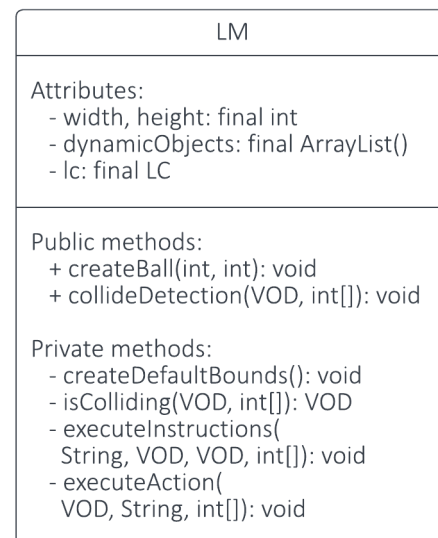 LM
Attributes:
- width, height: final int
- dynamicObjects: final ArrayList()
- lc: final LC
Public methods:
+ createBall(int, int): void
+ collideDetection(VOD, int[]): void
Private methods:
- createDefaultBounds(): void
- isColliding(VOD, int[]): VOD
- executeInstructions(
String, VOD, VOD, int[]): void
- executeAction(
VOD, String, int[]): void